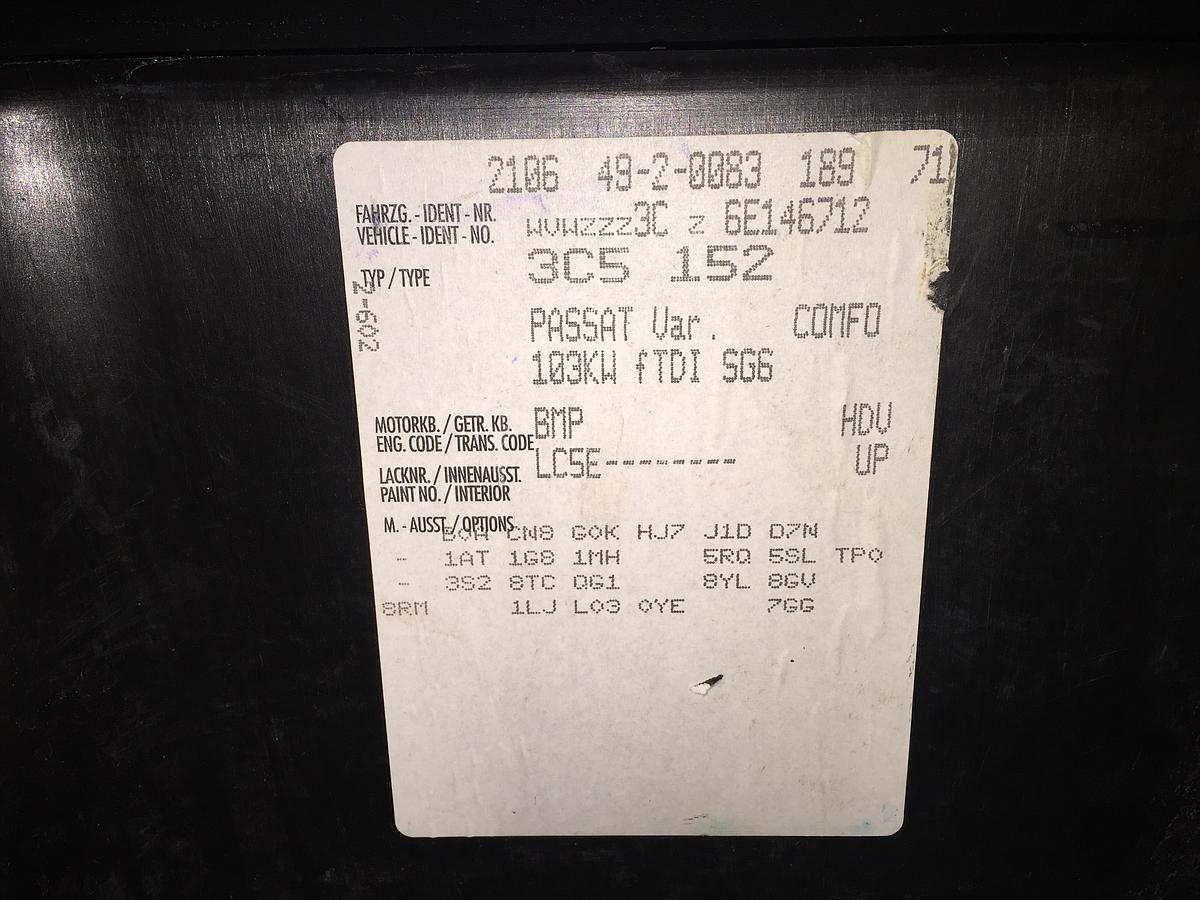 2106 49-2-0083 189 71
FAHRZG. - IDENT - NR.
VEHICLE - IDENT - NO.
WVWZZZ3C Z 6E146712
TYP / TYPE
3C5 152
PASSAT Var. COMFO
103KW fTDI SG6
MOTORKB. / GETR. KB.
ENG. CODE / TRANS. CODE
BMP HDV
LACKNR. / INNENAUSST.
PAINT NO. / INTERIOR
LC5E-------- UP
M. - AUSST. / OPTIONS
CN8 G0K HJ7 J1D D7N
- 1AT 1G8 1MH 5RQ 5SL TP0
- 3S2 8TC QG1 8YL 8GV
8RM 1LJ L03 0YE 7GG